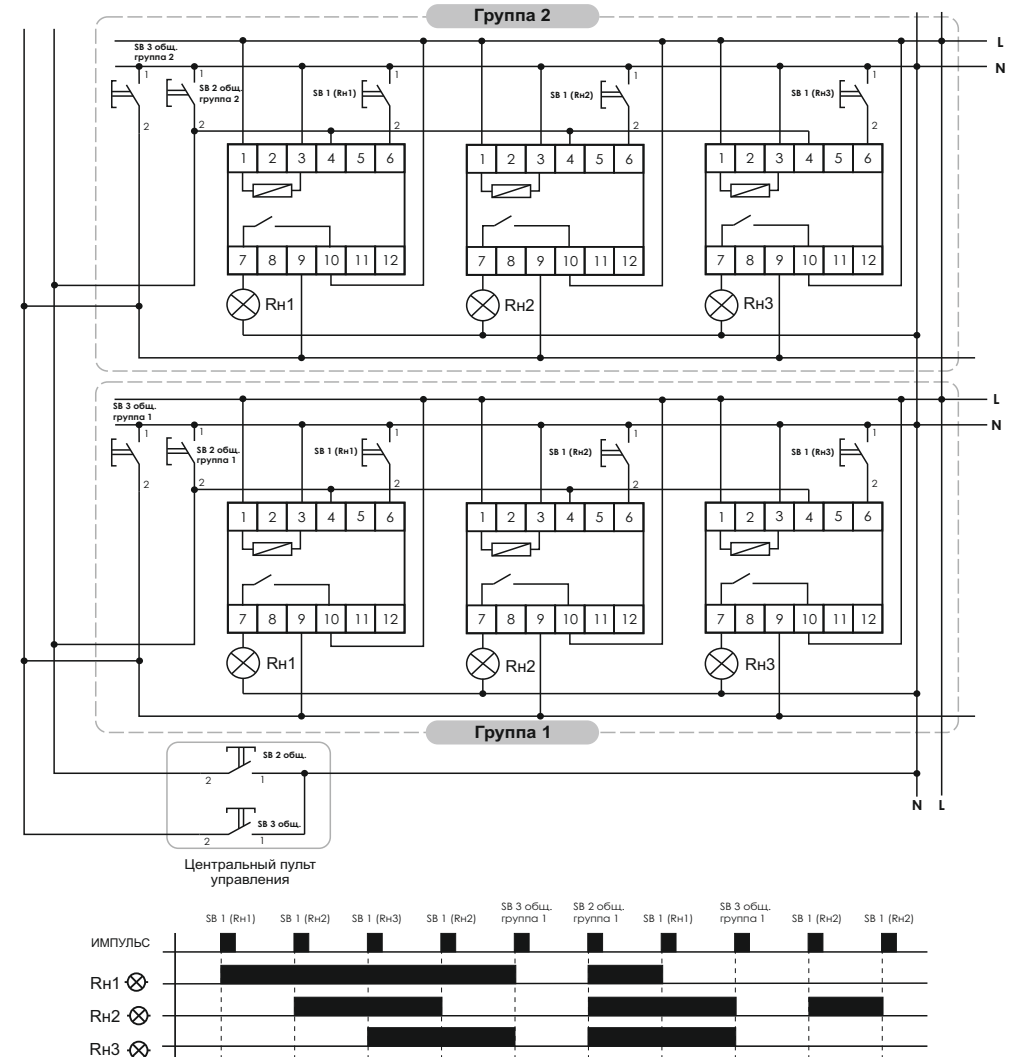 Группа 2
L
N
SB 3 общ.
группа 2
1
2
SB 2 общ.
группа 2
1
2
SB 1 (Rн1)
1
2
SB 1 (Rн2)
1
2
SB 1 (Rн3)
1
2
1 2 3 4 5 6
1 2 3 4 5 6
1 2 3 4 5 6
7 8 9 10 11 12
7 8 9 10 11 12
7 8 9 10 11 12
Rн1
Rн2
Rн3
L
N
SB 3 общ.
группа 1
1
2
SB 2 общ.
группа 1
1
2
SB 1 (Rн1)
1
2
SB 1 (Rн2)
1
2
SB 1 (Rн3)
1
2
1 2 3 4 5 6
1 2 3 4 5 6
1 2 3 4 5 6
7 8 9 10 11 12
7 8 9 10 11 12
7 8 9 10 11 12
Rн1
Rн2
Rн3
Группа 1
SB 2 общ.
2 1
SB 3 общ.
2 1
N L
Центральный пульт
управления
SB 1 (Rн1)
SB 1 (Rн2)
SB 1 (Rн3)
SB 1 (Rн2)
SB 3 общ.
группа 1
SB 2 общ.
группа 1
SB 1 (Rн1)
SB 3 общ.
группа 1
SB 1 (Rн2)
SB 1 (Rн2)
ИМПУЛЬС
Rн1
Rн2
Rн3